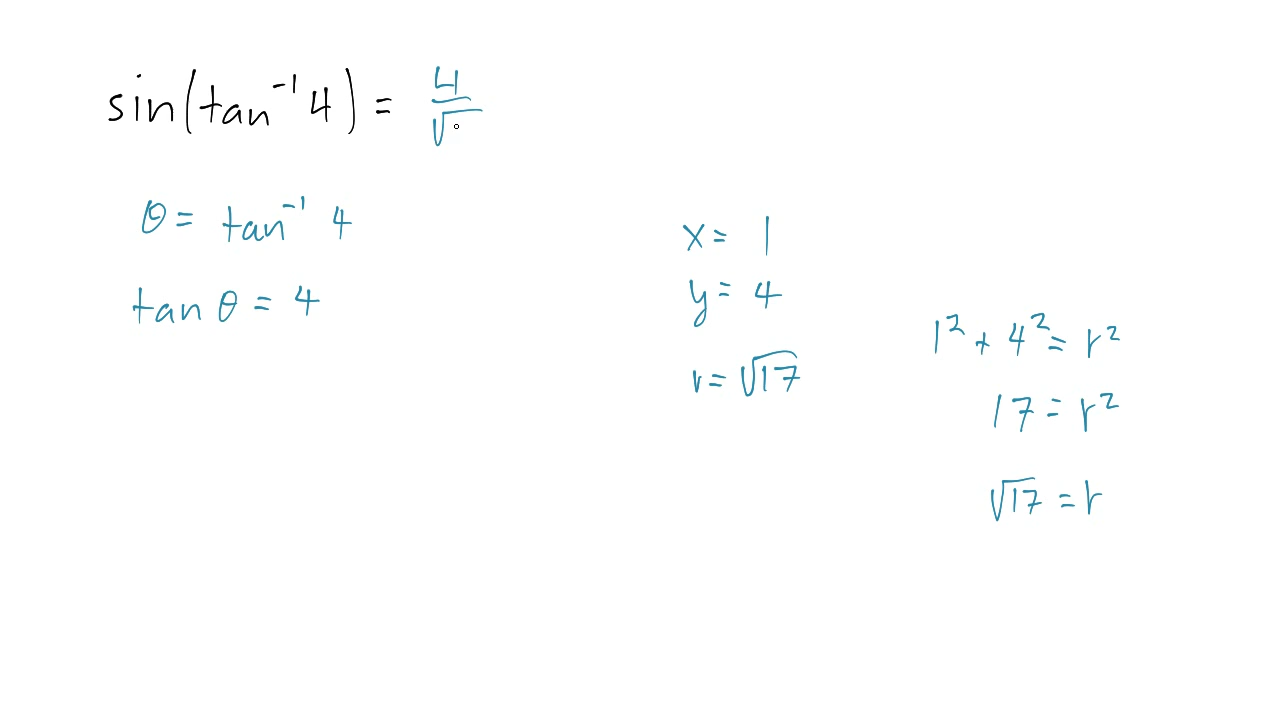 sin(tan⁻¹ 4) = 4/√
θ = tan⁻¹ 4
tan θ = 4
x = 1
y = 4
r = √17
1² + 4² = r²
17 = r²
√17 = r